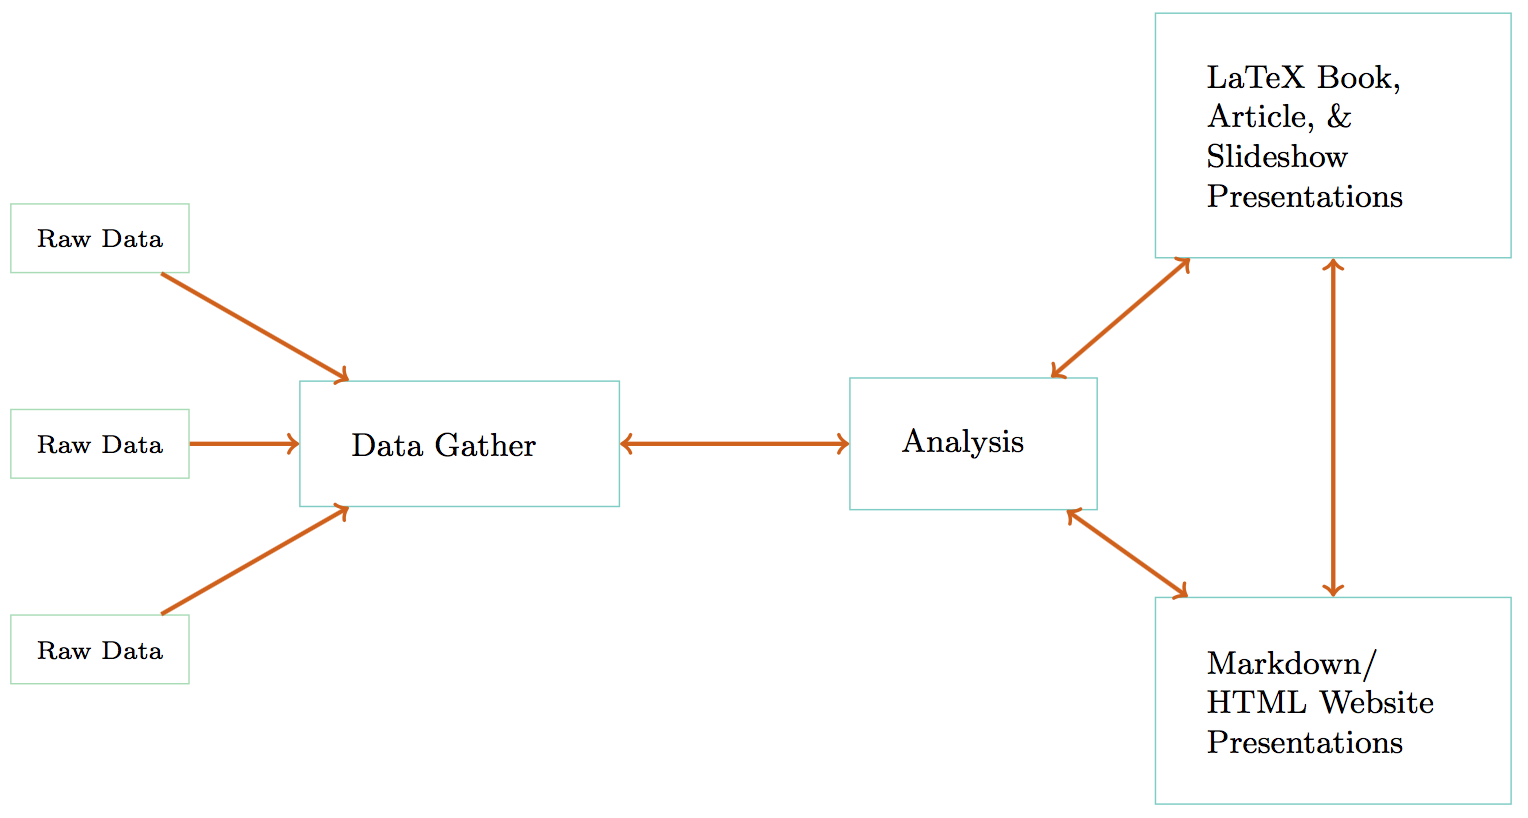 Raw Data
Raw Data
Raw Data
Data Gather
Analysis
LaTeX Book,
Article, &
Slideshow
Presentations
Markdown/
HTML Website
Presentations